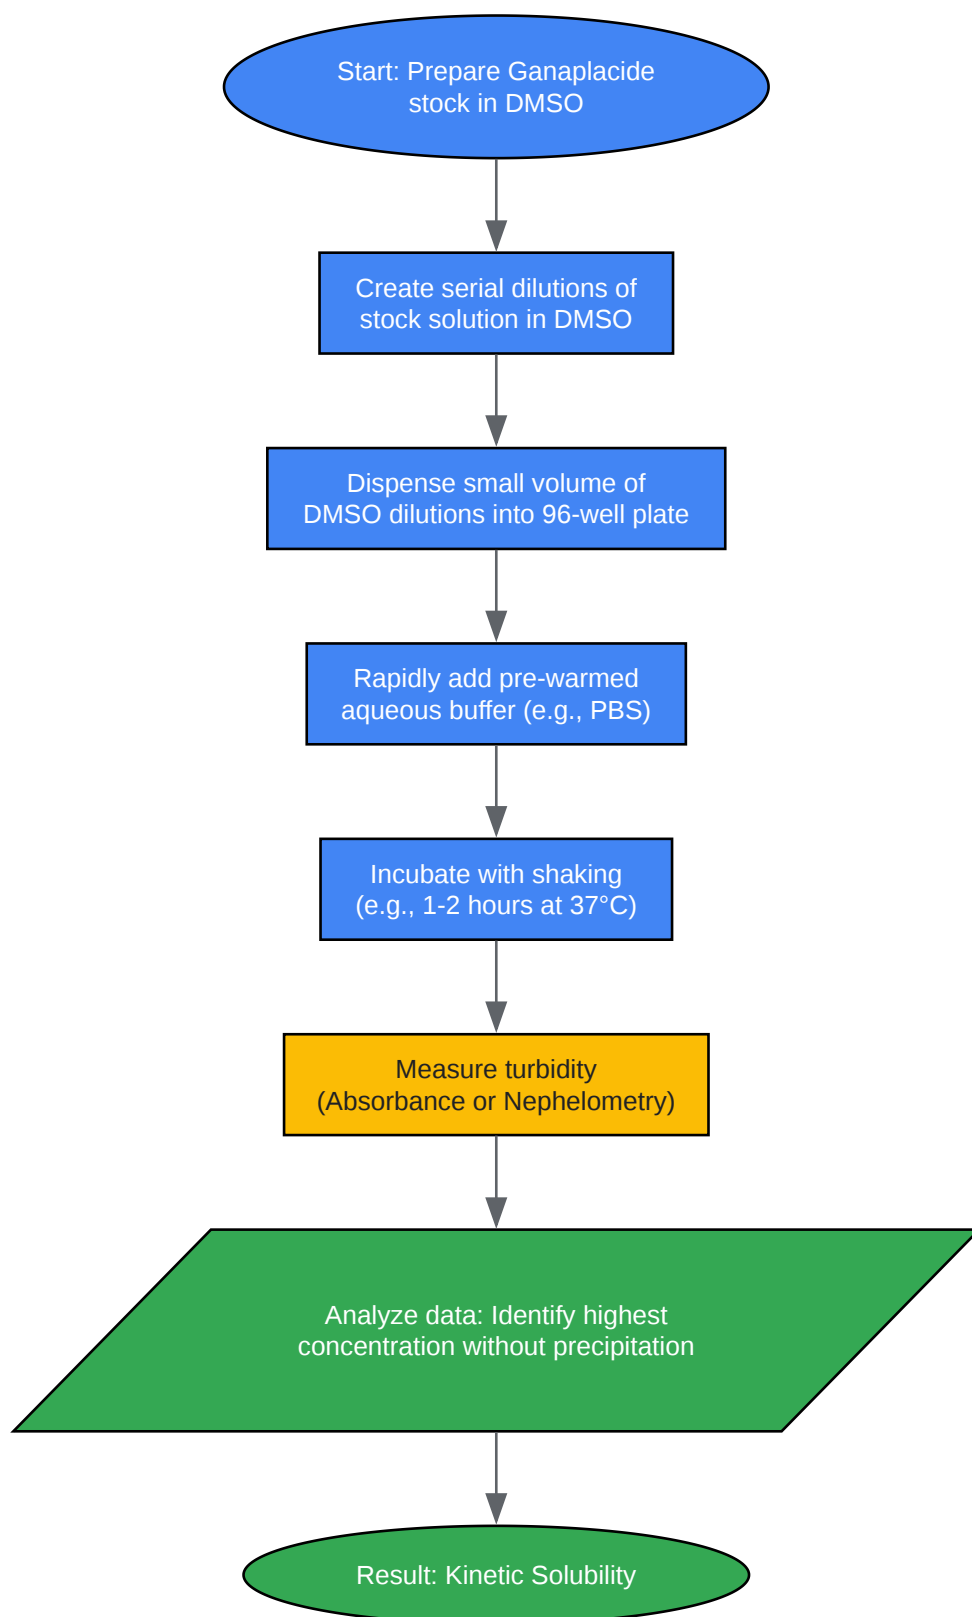 Start: Prepare Ganaplacide
stock in DMSO
Create serial dilutions of
stock solution in DMSO
Dispense small volume of
DMSO dilutions into 96-well plate
Rapidly add pre-warmed
aqueous buffer (e.g., PBS)
Incubate with shaking
(e.g., 1-2 hours at 37°C)
Measure turbidity
(Absorbance or Nephelometry)
Analyze data: Identify highest
concentration without precipitation
Result: Kinetic Solubility